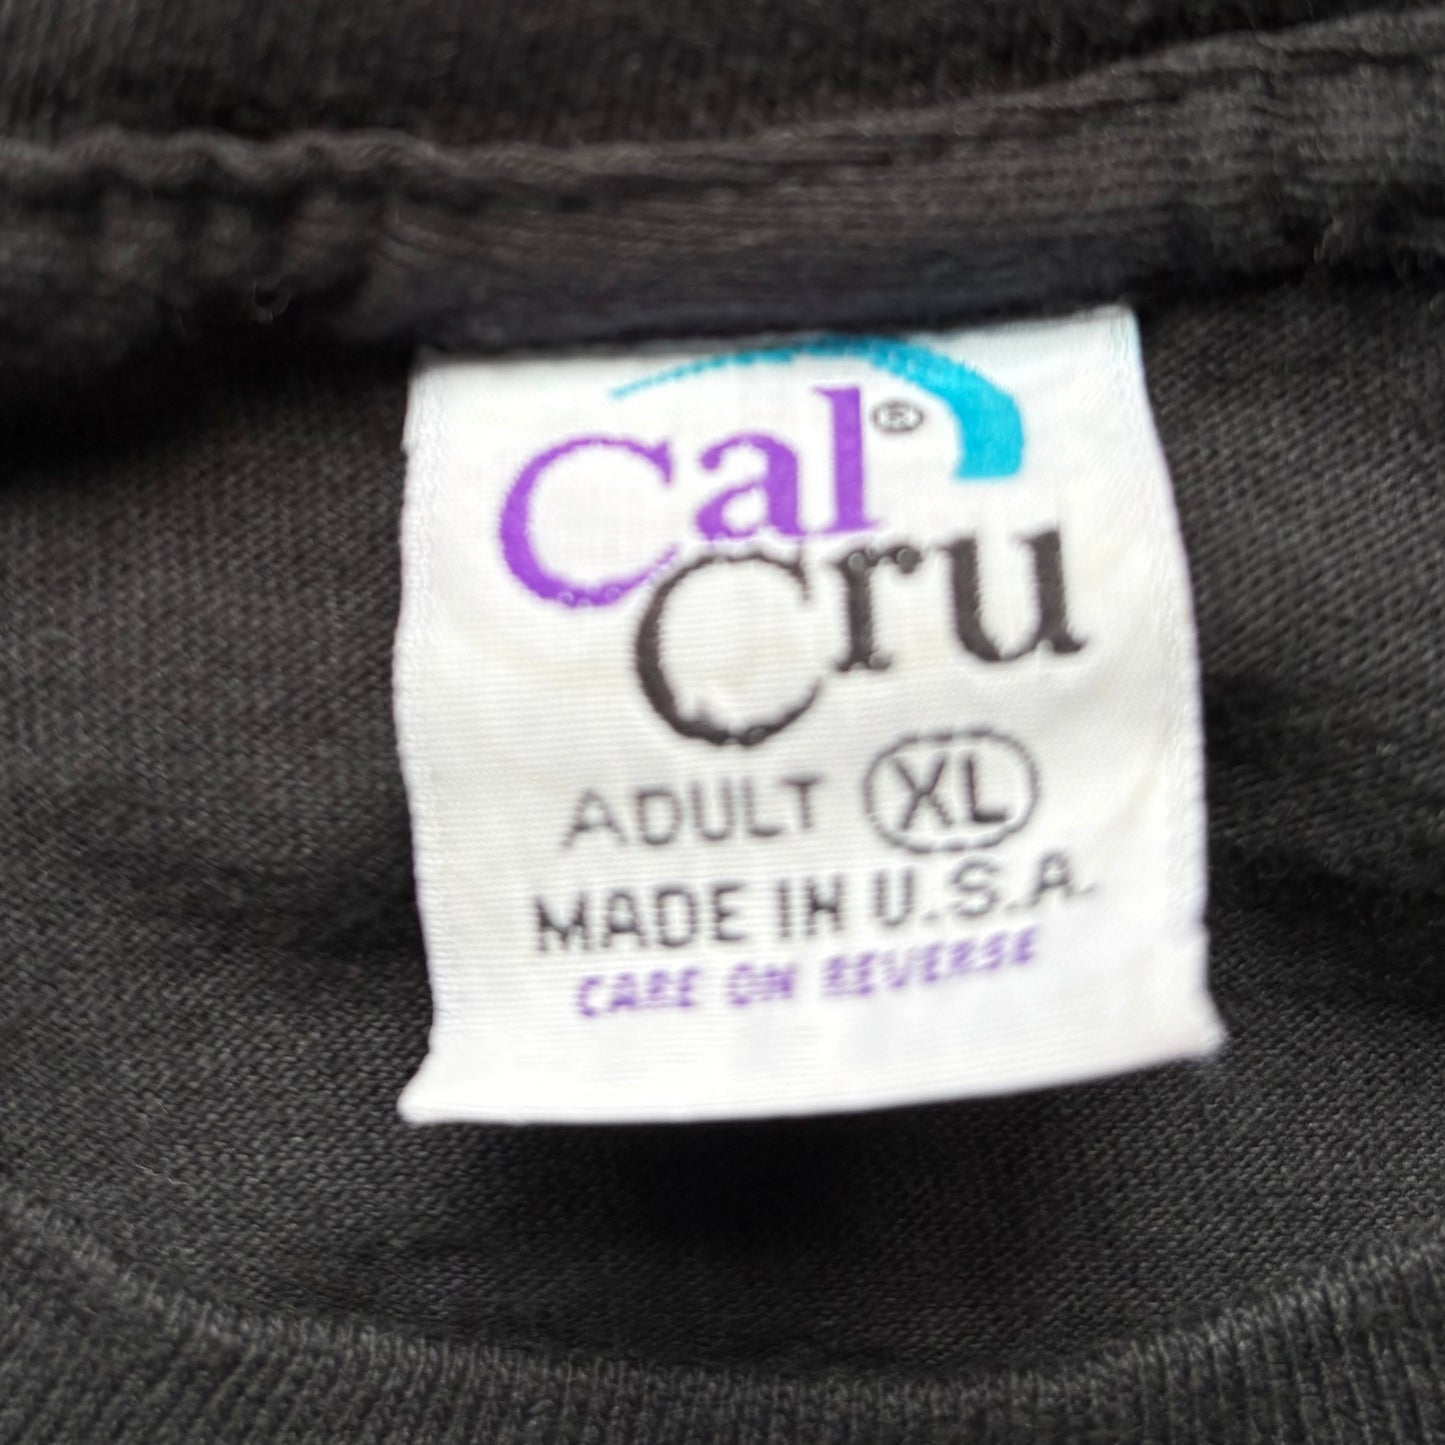 Cal®
Cru
ADULT XL
MADE IN U.S.A.
CARE ON REVERSE